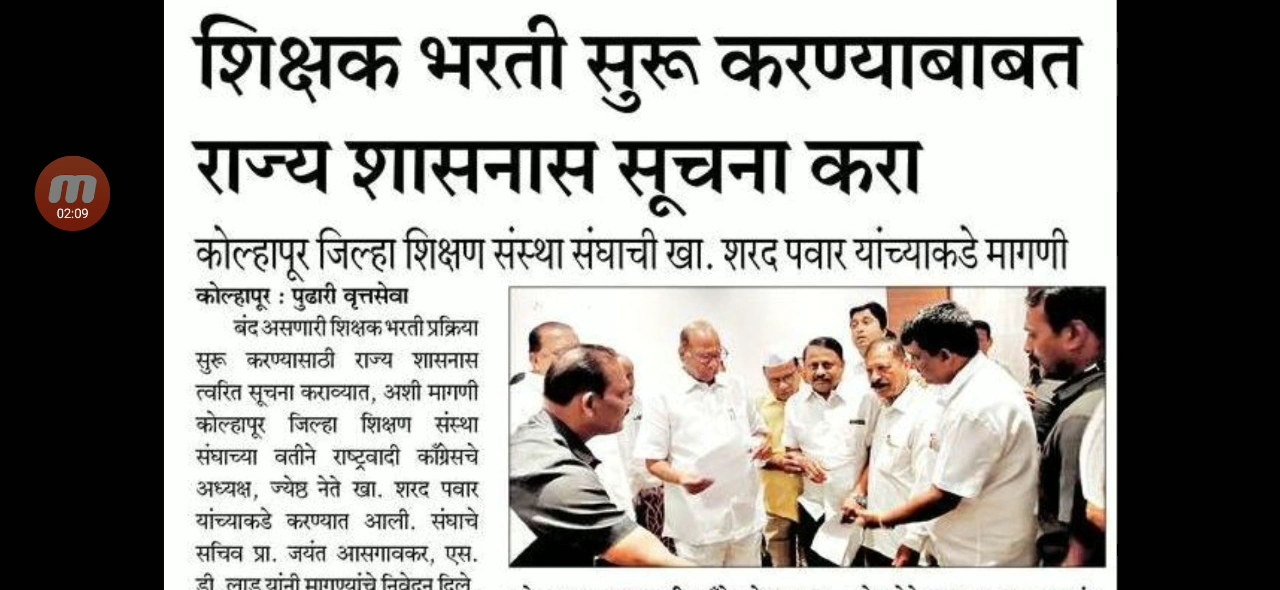 02:09
शिक्षक भरती सुरू करण्याबाबत
राज्य शासनास सूचना करा
कोल्हापूर जिल्हा शिक्षण संस्था संघाची खा. शरद पवार यांच्याकडे मागणी
कोल्हापूर : पुढारी वृत्तसेवा
बंद असणारी शिक्षक भरती प्रक्रिया
सुरू करण्यासाठी राज्य शासनास
त्वरित सूचना कराव्यात, अशी मागणी
कोल्हापूर जिल्हा शिक्षण संस्था
संघाच्या वतीने राष्ट्रवादी काँग्रेसचे
अध्यक्ष, ज्येष्ठ नेते खा. शरद पवार
यांच्याकडे करण्यात आली. संघाचे
सचिव प्रा. जयंत आसगावकर, एस.
डी. लाड यांनी मागण्यांचे निवेदन दिले.